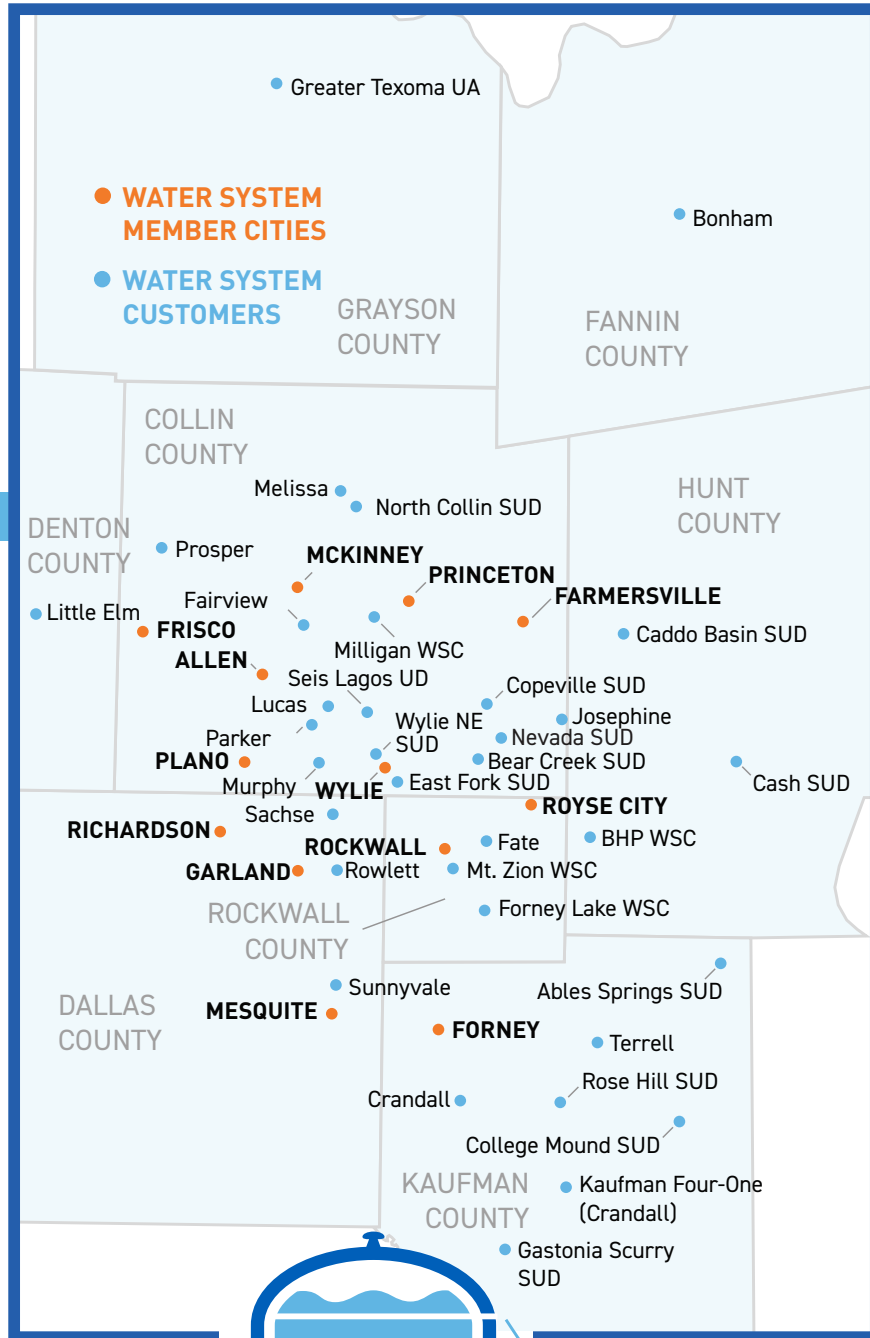 Greater Texoma UA
WATER SYSTEM
MEMBER CITIES
Bonham
WATER SYSTEM
CUSTOMERS
GRAYSON
COUNTY
FANNIN
COUNTY
COLLIN
COUNTY
Melissa
North Collin SUD
HUNT
COUNTY
DENTON
COUNTY
Prosper
MCKINNEY
PRINCETON
FARMERSVILLE
Fairview
Little Elm
FRISCO
Caddo Basin SUD
Milligan WSC
ALLEN
Seis Lagos UD
Copeville SUD
Lucas
Josephine
Wylie NE
SUD
Parker
Nevada SUD
PLANO
Bear Creek SUD
Murphy
WYLIE
East Fork SUD
Cash SUD
Sachse
ROYSE CITY
RICHARDSON
ROCKWALL
Fate
BHP WSC
GARLAND
Rowlett
Mt. Zion WSC
ROCKWALL
COUNTY
Forney Lake WSC
Sunnyvale
Ables Springs SUD
DALLAS
COUNTY
MESQUITE
FORNEY
Terrell
Rose Hill SUD
Crandall
College Mound SUD
KAUFMAN
COUNTY
Kaufman Four-One
(Crandall)
Gastonia Scurry
SUD